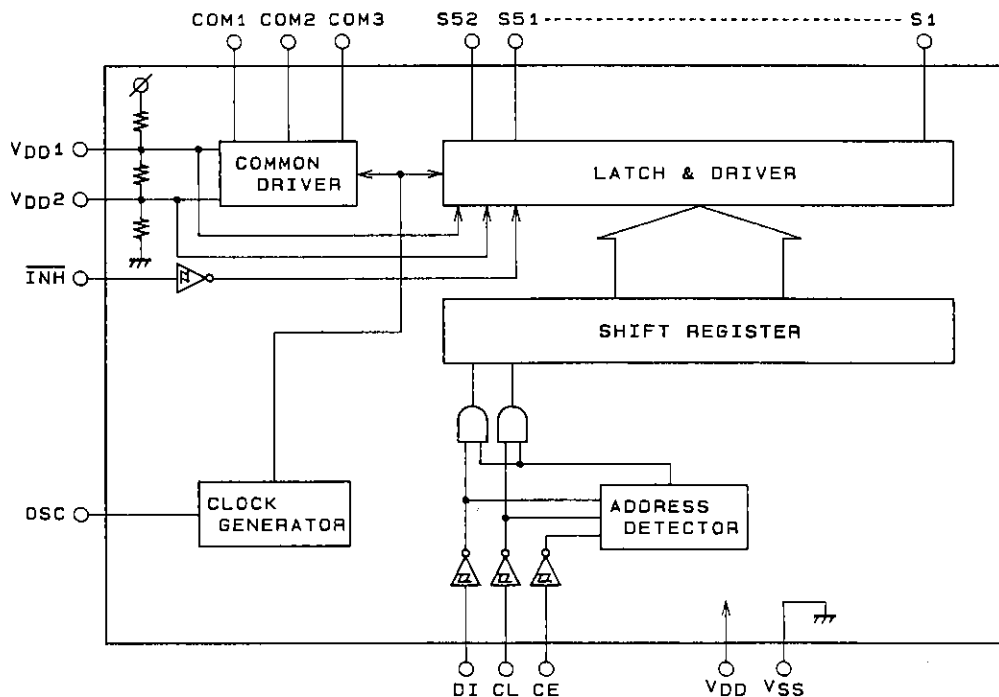 COM1 COM2 COM3 S52 S51 S1
VDD1
COMMON
DRIVER
LATCH & DRIVER
VDD2
INH
SHIFT REGISTER
OSC
CLOCK
GENERATOR
ADDRESS
DETECTOR
DI CL CE VDD VSS